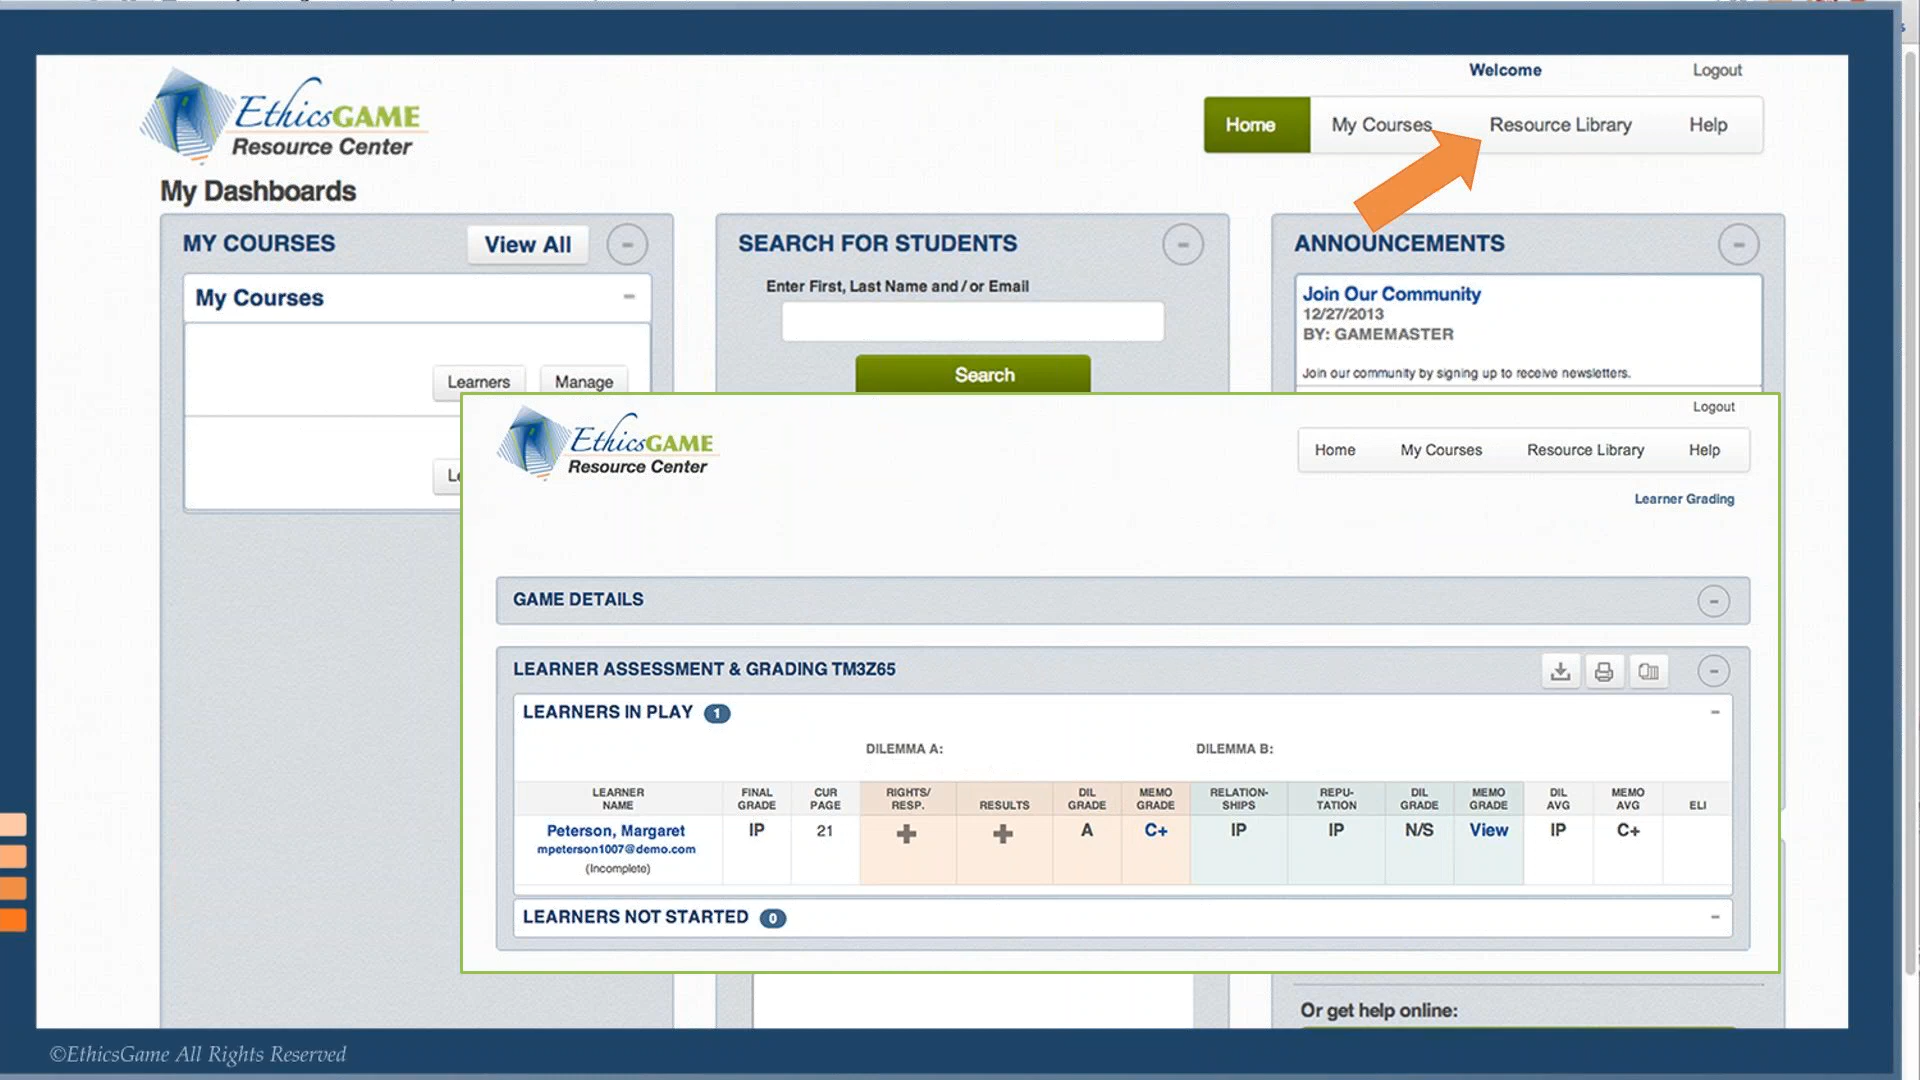 Welcome
Logout
EthicsGAME
Resource Center
Home
My Courses
Resource Library
Help
My Dashboards
MY COURSES
View All
SEARCH FOR STUDENTS
ANNOUNCEMENTS
My Courses
Enter First, Last Name and / or Email
Join Our Community
12/27/2013
BY: GAMEMASTER
Learners
Manage
Search
Join our community by signing up to receive newsletters.
Logout
EthicsGAME
Resource Center
Home
My Courses
Resource Library
Help
Learner Grading
GAME DETAILS
LEARNER ASSESSMENT & GRADING TM3Z65
LEARNERS IN PLAY 1
DILEMMA A:
DILEMMA B:
LEARNER NAME
FINAL GRADE
CUR PAGE
RIGHTS/ RESP.
RESULTS
DIL GRADE
MEMO GRADE
RELATION- SHIPS
REPU- TATION
DIL GRADE
MEMO GRADE
DIL AVG
MEMO AVG
ELI
Peterson, Margaret
IP
21
A
C+
IP
IP
N/S
View
IP
C+
mpeterson1007@demo.com
(Incomplete)
LEARNERS NOT STARTED 0
Or get help online:
©EthicsGame All Rights Reserved